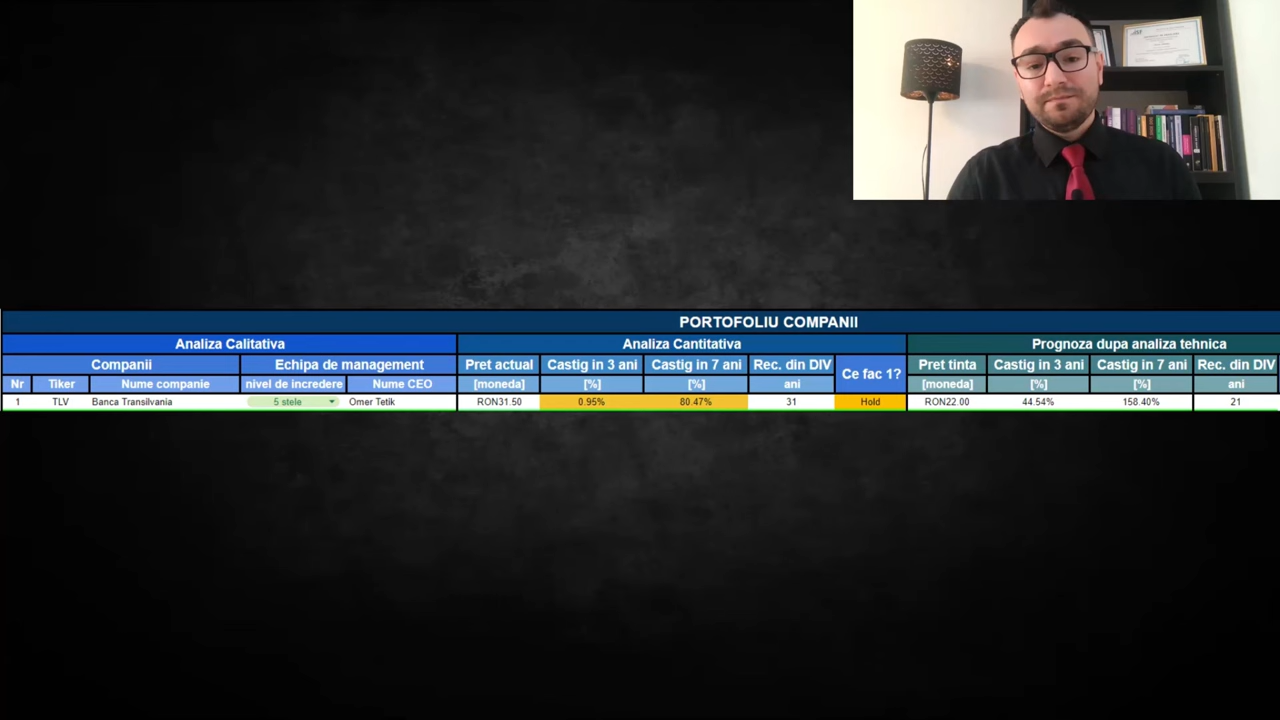 PORTOFOLIU COMPANII
Analiza Calitativa Analiza Cantitativa Prognoza dupa analiza tehnica
Companii Echipa de management Pret actual Castig in 3 ani Castig in 7 ani Rec. din DIV Ce fac 1? Pret tinta Castig in 3 ani Castig in 7 ani Rec. din DIV
Nr Tiker Nume companie nivel de incredere Nume CEO [moneda] [%] [%] ani [moneda] [%] [%] ani
1 TLV Banca Transilvania 5 stele Omer Tetik RON31.50 0.95% 80.47% 31 Hold RON22.00 44.54% 158.40% 21